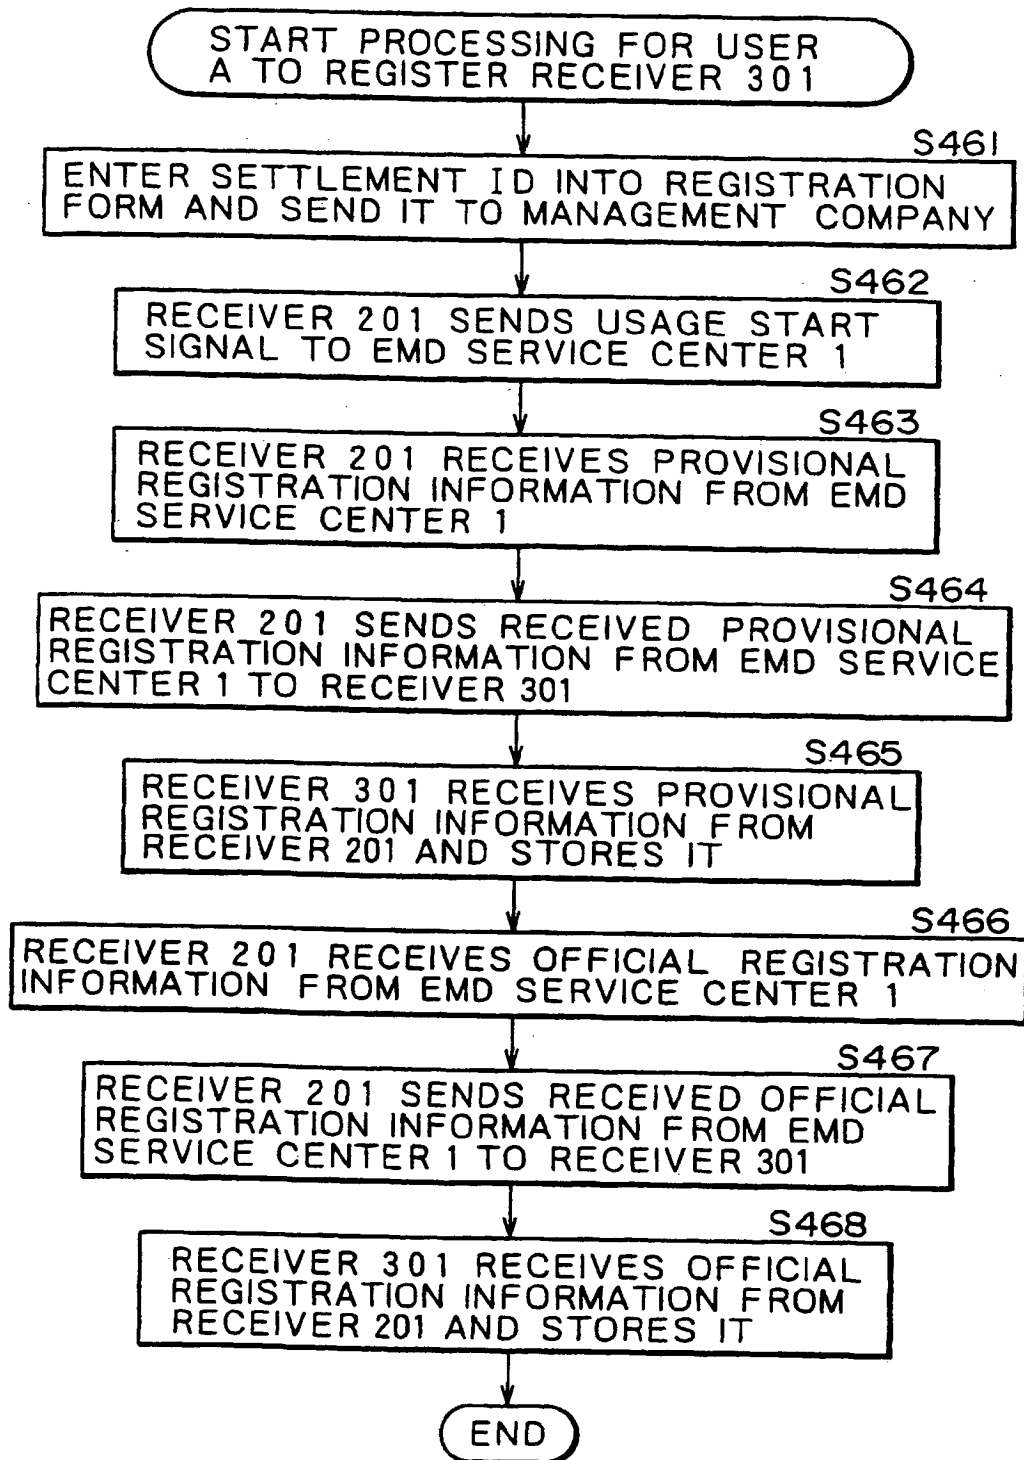 START PROCESSING FOR USER
A TO REGISTER RECEIVER 301
S461
ENTER SETTLEMENT ID INTO REGISTRATION
FORM AND SEND IT TO MANAGEMENT COMPANY
S462
RECEIVER 201 SENDS USAGE START
SIGNAL TO EMD SERVICE CENTER 1
S463
RECEIVER 201 RECEIVES PROVISIONAL
REGISTRATION INFORMATION FROM EMD
SERVICE CENTER 1
S464
RECEIVER 201 SENDS RECEIVED PROVISIONAL
REGISTRATION INFORMATION FROM EMD SERVICE
CENTER 1 TO RECEIVER 301
S465
RECEIVER 301 RECEIVES PROVISIONAL
REGISTRATION INFORMATION FROM
RECEIVER 201 AND STORES IT
S466
RECEIVER 201 RECEIVES OFFICIAL REGISTRATION
INFORMATION FROM EMD SERVICE CENTER 1
S467
RECEIVER 201 SENDS RECEIVED OFFICIAL
REGISTRATION INFORMATION FROM EMD
SERVICE CENTER 1 TO RECEIVER 301
S468
RECEIVER 301 RECEIVES OFFICIAL
REGISTRATION INFORMATION FROM
RECEIVER 201 AND STORES IT
END